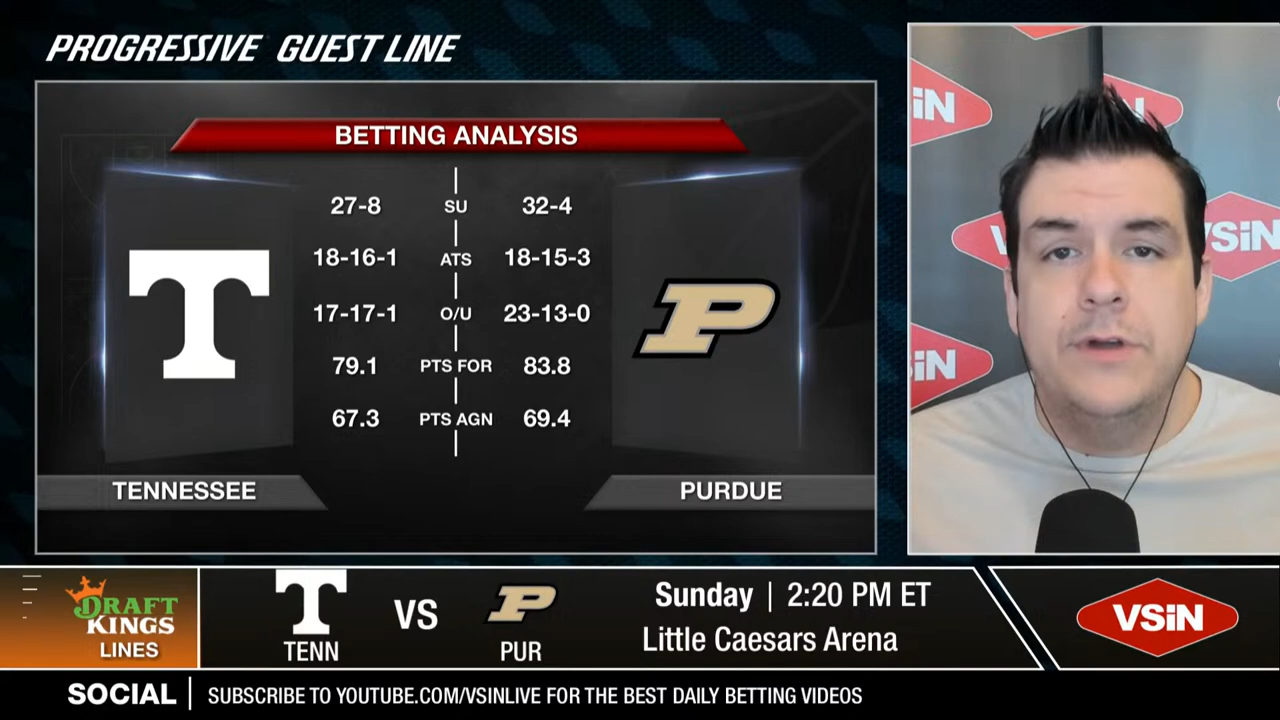 PROGRESSIVE GUEST LINE
BETTING ANALYSIS
27-8 SU 32-4
18-16-1 ATS 18-15-3
17-17-1 O/U 23-13-0
79.1 PTS FOR 83.8
67.3 PTS AGN 69.4
T
P
TENNESSEE
PURDUE
iN
N
V
VSiN
SiN
DRAFT
KINGS
LINES
T
TENN
VS
P
PUR
Sunday | 2:20 PM ET
Little Caesars Arena
VSiN
SOCIAL | SUBSCRIBE TO YOUTUBE.COM/VSINLIVE FOR THE BEST DAILY BETTING VIDEOS